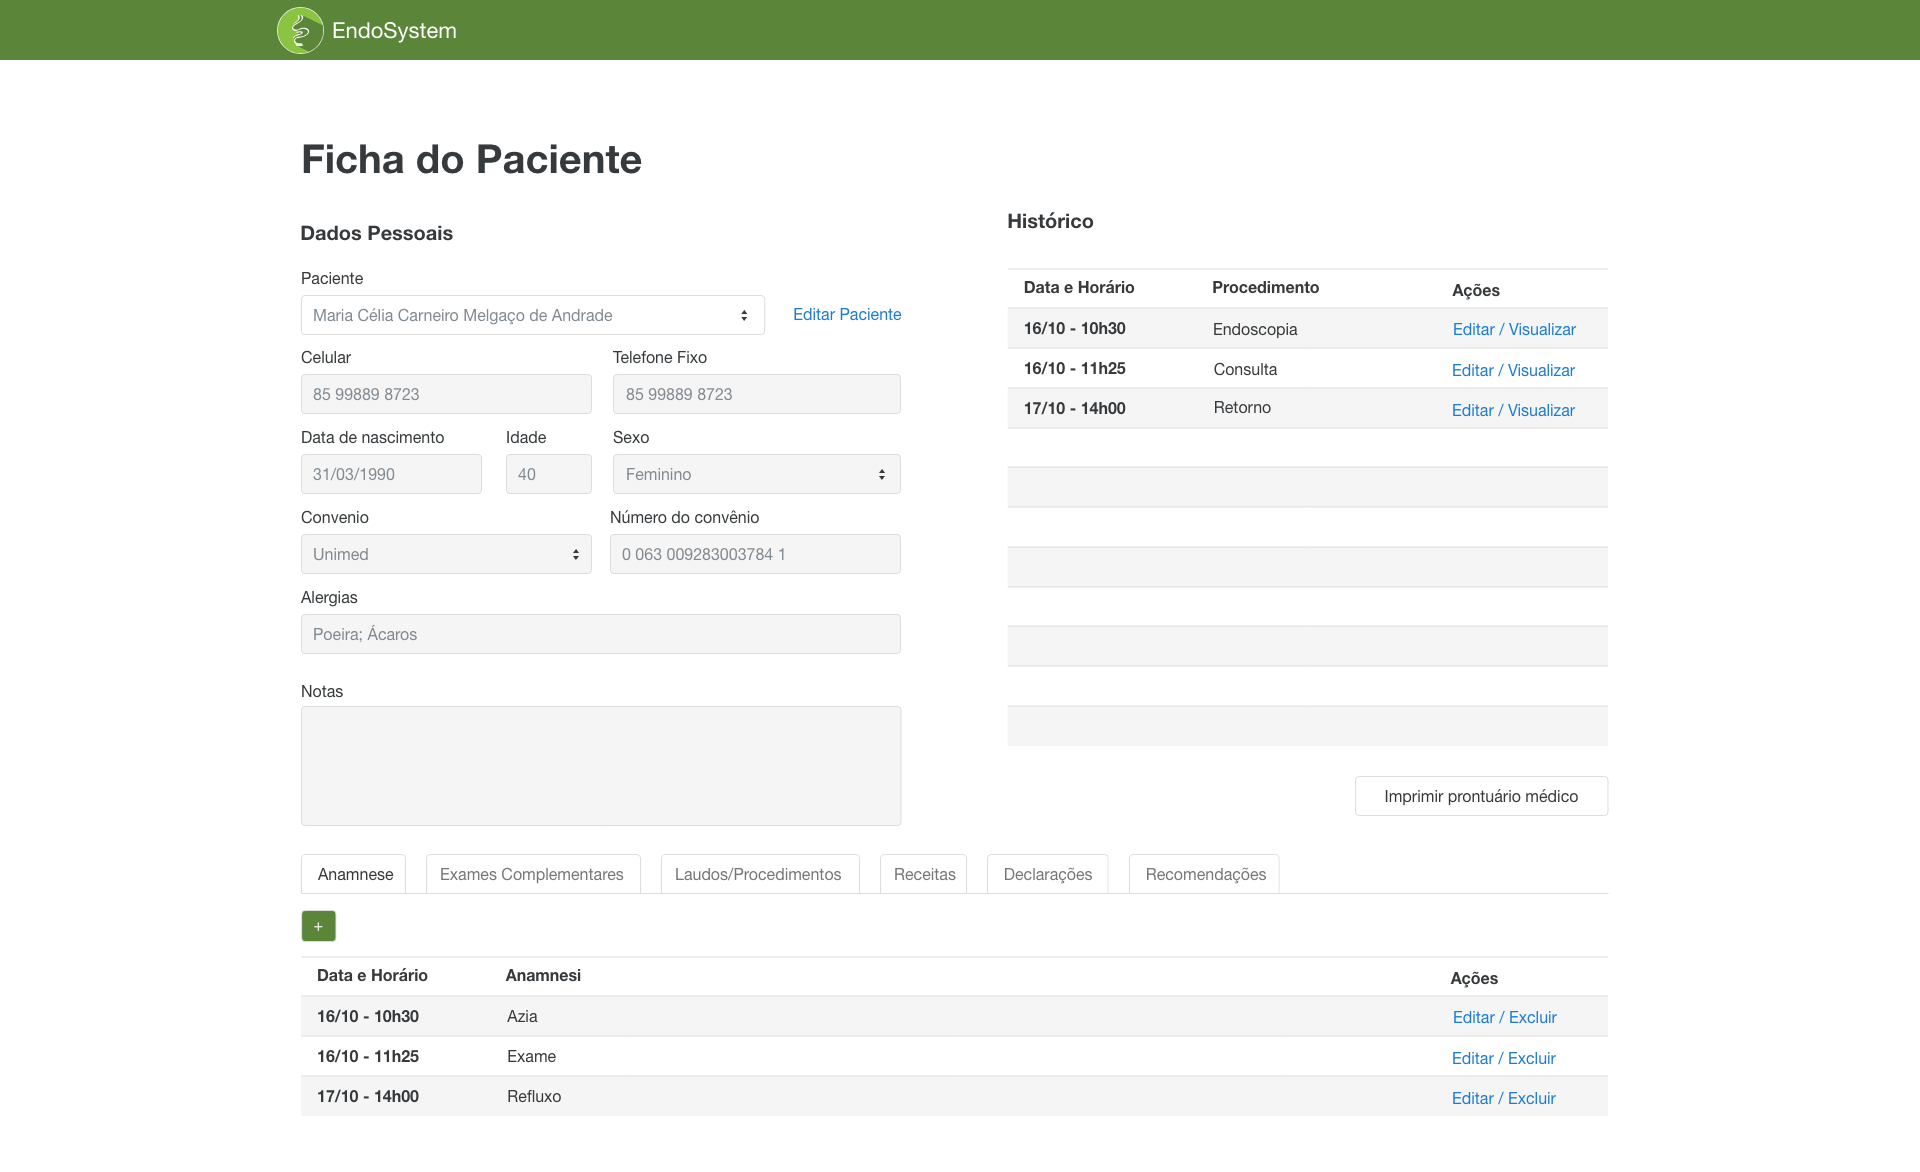 EndoSystem
Ficha do Paciente
Dados Pessoais
Paciente
Maria Célia Carneiro Melgaço de Andrade
Editar Paciente
Celular
Telefone Fixo
85 99889 8723
85 99889 8723
Data de nascimento
Idade
Sexo
31/03/1990
40
Feminino
Convenio
Número do convênio
Unimed
0 063 009283003784 1
Alergias
Poeira; Ácaros
Notas
Histórico
Data e Horário Procedimento Ações
16/10 - 10h30 Endoscopia Editar / Visualizar
16/10 - 11h25 Consulta Editar / Visualizar
17/10 - 14h00 Retorno Editar / Visualizar
Imprimir prontuário médico
Anamnese Exames Complementares Laudos/Procedimentos Receitas Declarações Recomendações
+
Data e Horário Anamnesi Ações
16/10 - 10h30 Azia Editar / Excluir
16/10 - 11h25 Exame Editar / Excluir
17/10 - 14h00 Refluxo Editar / Excluir